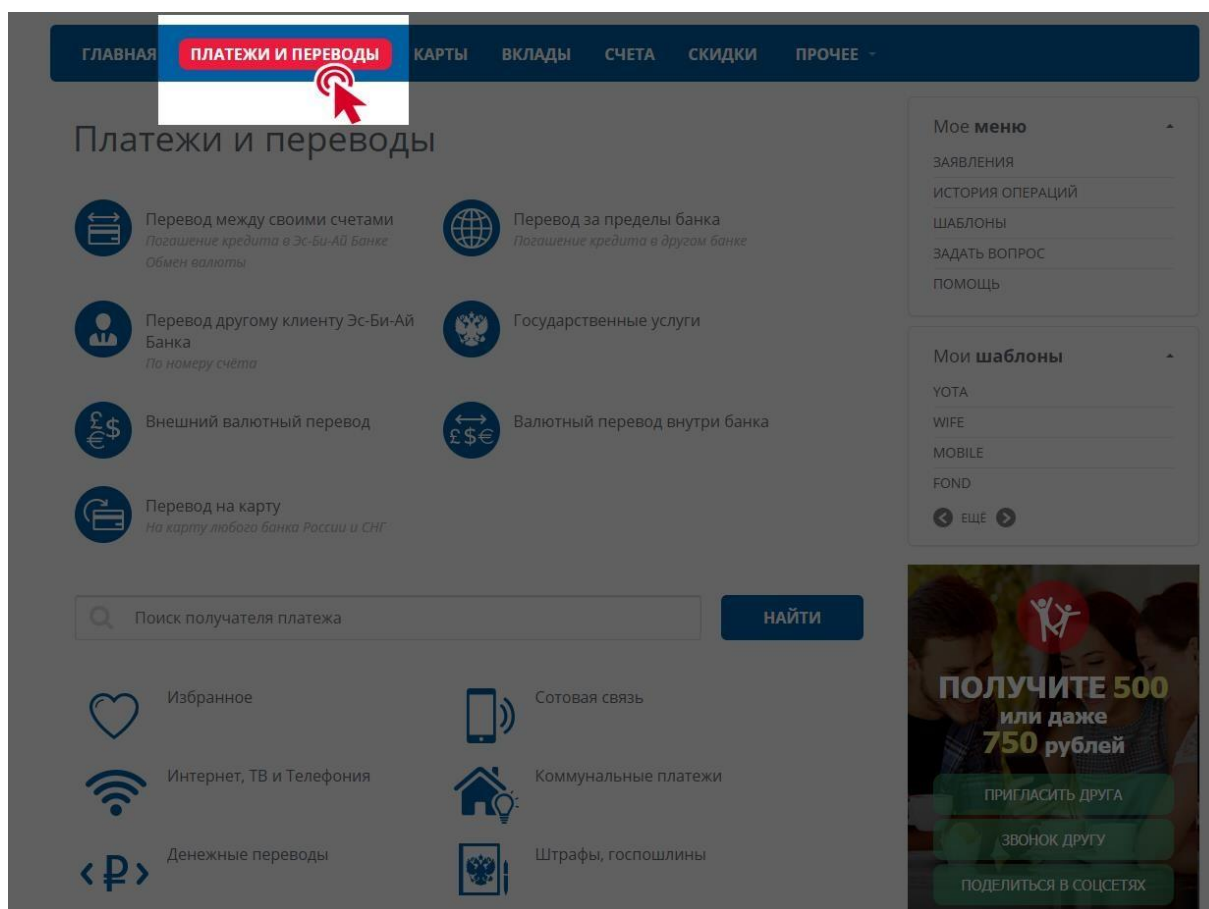 ГЛАВНАЯ ПЛАТЕЖИ И ПЕРЕВОДЫ КАРТЫ ВКЛАДЫ СЧЕТА СКИДКИ ПРОЧЕЕ
Платежи и переводы
Перевод между своими счетами
Погашение кредита в Эс-Би-Ай Банке
Обмен валюты
Перевод за пределы банка
Погашение кредита в другом банке
Перевод другому клиенту Эс-Би-Ай
Банка
По номеру счёта
Государственные услуги
Внешний валютный перевод
Валютный перевод внутри банка
Перевод на карту
На карту любого банка России и СНГ
Поиск получателя платежа
НАЙТИ
Избранное
Сотовая связь
Интернет, ТВ и Телефония
Коммунальные платежи
Денежные переводы
Штрафы, госпошлины
Мое меню
ЗАЯВЛЕНИЯ
ИСТОРИЯ ОПЕРАЦИЙ
ШАБЛОНЫ
ЗАДАТЬ ВОПРОС
ПОМОЩЬ
Мои шаблоны
YOTA
WIFE
MOBILE
FOND
ЕЩЁ
ПОЛУЧИТЕ 500
или даже
750 рублей
ПРИГЛАСИТЬ ДРУГА
ЗВОНОК ДРУГУ
ПОДЕЛИТЬСЯ В СОЦСЕТЯХ